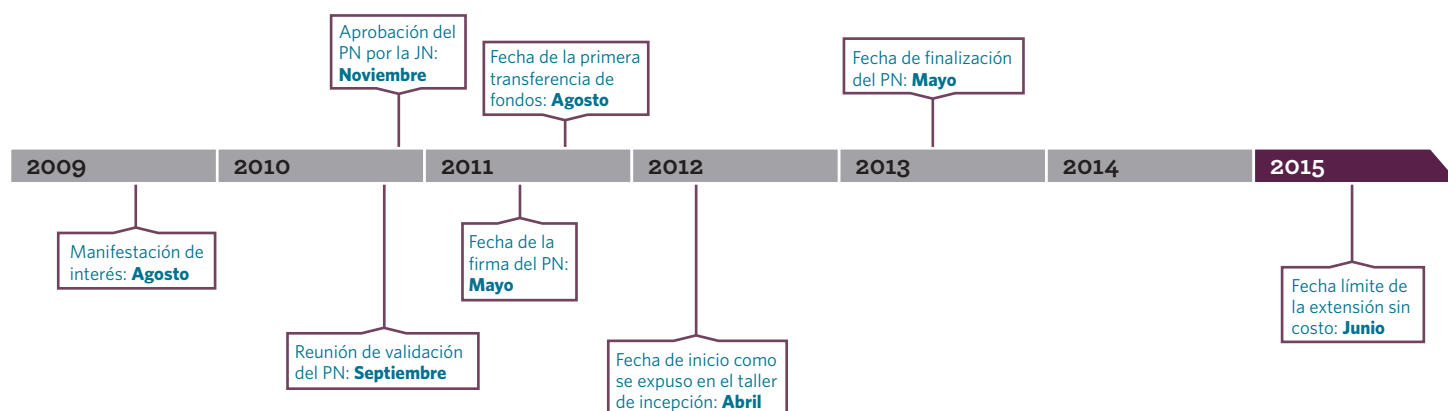 Aprobación del
PN por la JN:
Noviembre
Fecha de la primera
transferencia de
fondos: Agosto
Fecha de finalización
del PN: Mayo
2009
2010
2011
2012
2013
2014
2015
Manifestación de
interés: Agosto
Reunión de validación
del PN: Septiembre
Fecha de la
firma del PN:
Mayo
Fecha de inicio como
se expuso en el taller
de incepción: Abril
Fecha límite de
la extensión sin
costo: Junio